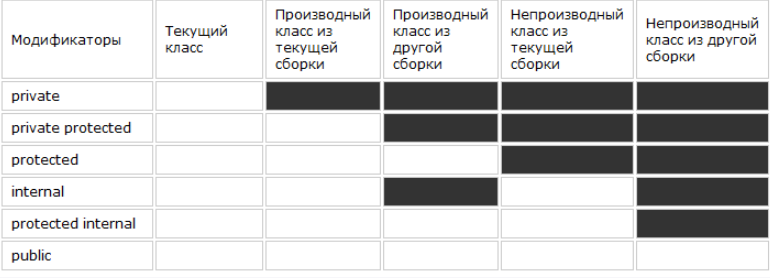 Модификаторы
Текущий
класс
Производный
класс из
текущей
сборки
Производный
класс из
другой
сборки
Непроизводный
класс из
текущей
сборки
Непроизводный
класс из другой
сборки
private
private protected
protected
internal
protected internal
public